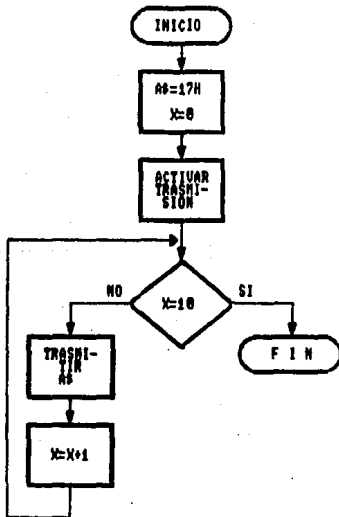 INICIO
A$=17H
X=0
ACTIVAR
TRASMI-
SION
NO
X=10
SI
TRASMI-
TIR
A$
F I N
X=X+1